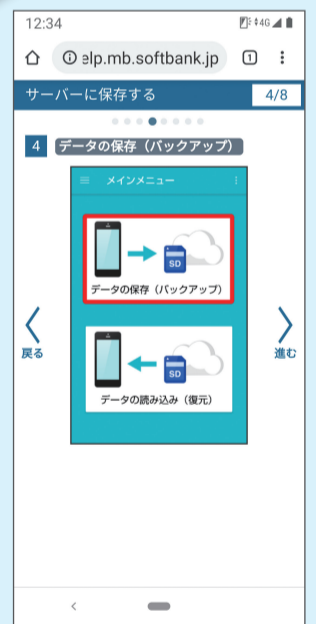 12:34
4G
elp.mb.softbank.jp
1
サーバーに保存する
4/8
4 データの保存（バックアップ）
メインメニュー
SD
データの保存（バックアップ）
戻る
進む
SD
データの読み込み（復元）